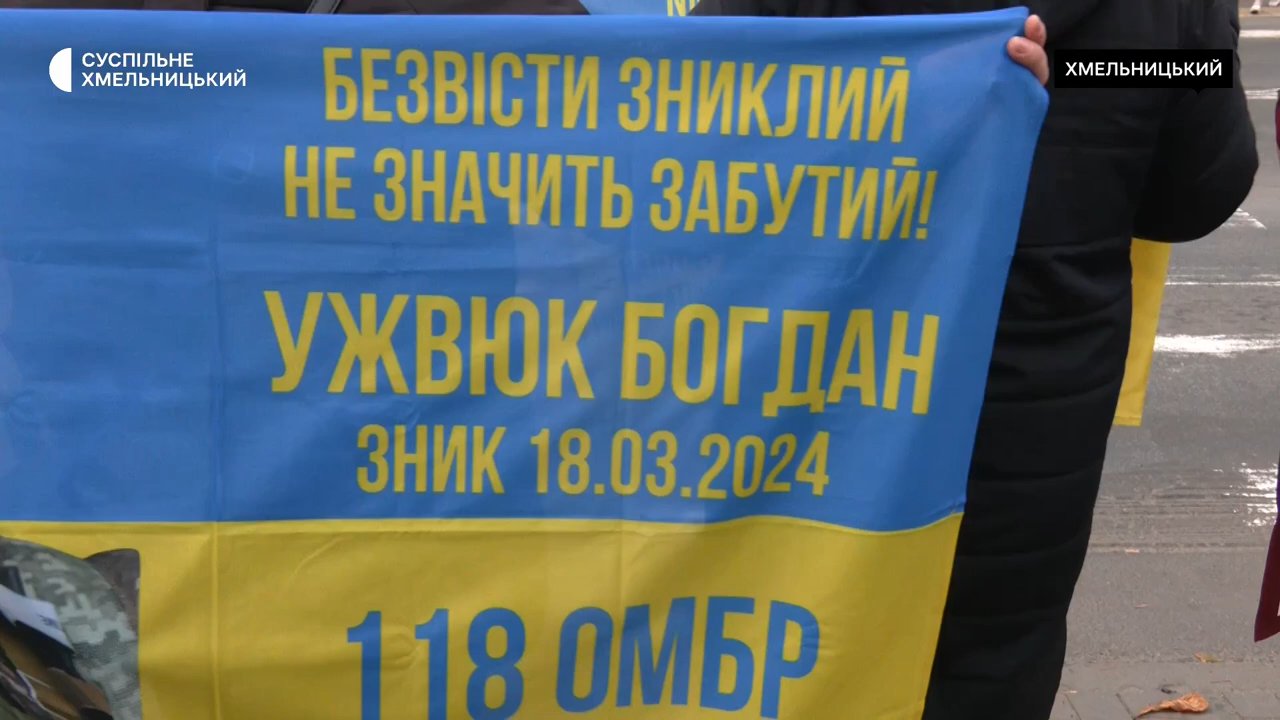 СУСПІЛЬНЕ
ХМЕЛЬНИЦЬКИЙ
ХМЕЛЬНИЦЬКИЙ
БЕЗВІСТИ ЗНИКЛИЙ
НЕ ЗНАЧИТЬ ЗАБУТИЙ!
УЖВЮК БОГДАН
ЗНИК 18.03.2024
118 ОМБР